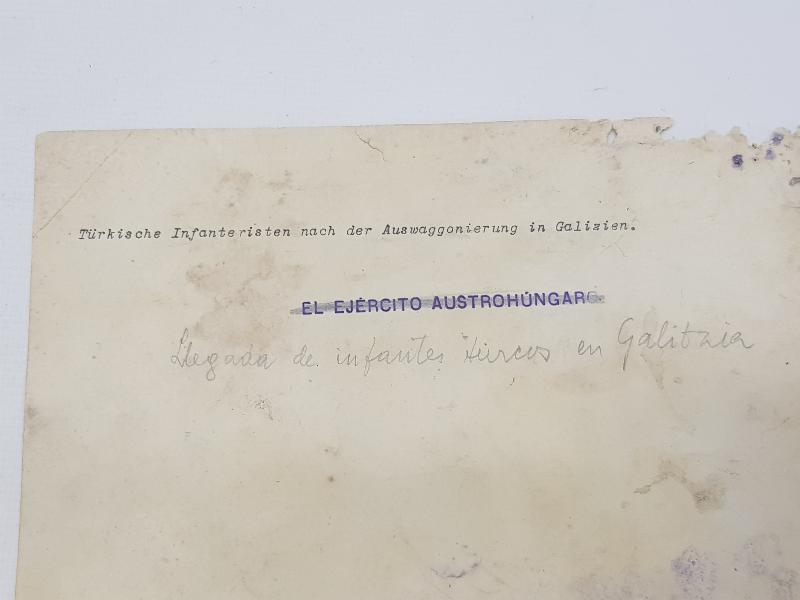 Türkische Infanteristen nach der Auswaggonierung in Galizien.
EL EJÉRCITO AUSTROHÚNGARO.
Llegada de infantes turcos en Galitzia